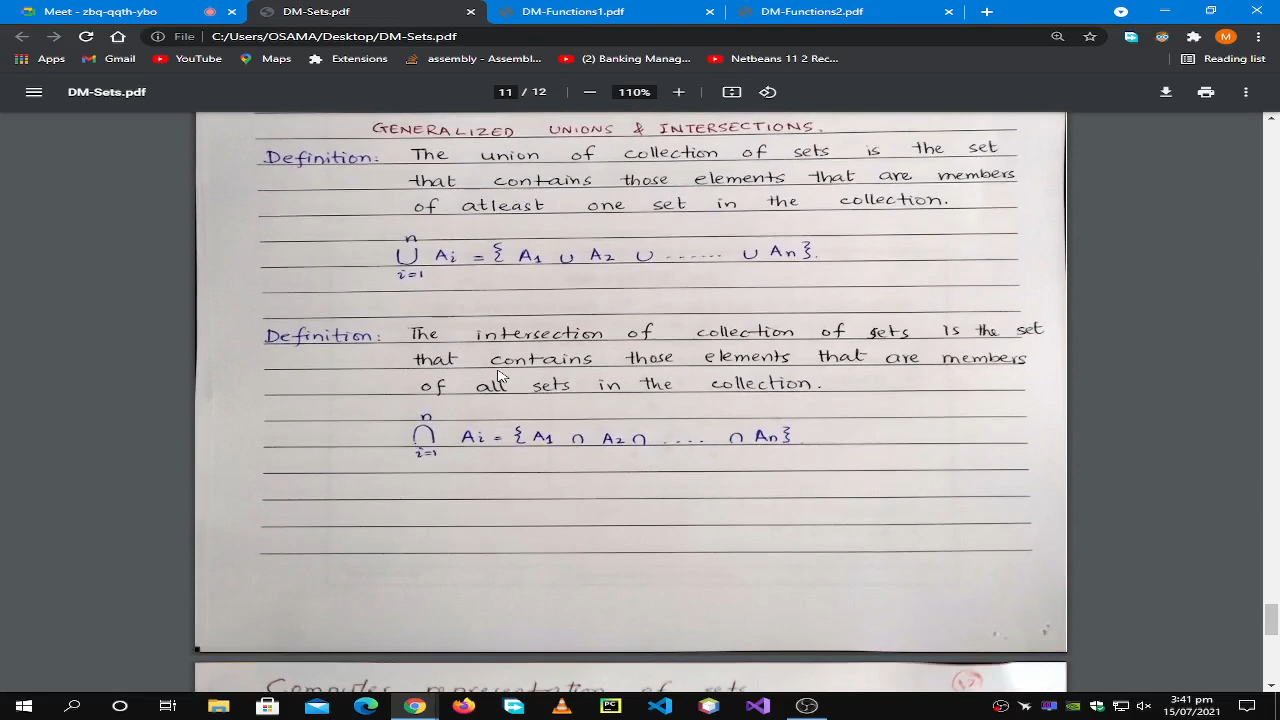 Meet - zbq-qqth-ybo
DM-Sets.pdf
DM-Functions1.pdf
DM-Functions2.pdf
File C:/Users/OSAMA/Desktop/DM-Sets.pdf
Apps
Gmail
YouTube
Maps
Extensions
assembly - Assembl...
(2) Banking Manag...
Netbeans 11 2 Rec...
Reading list
DM-Sets.pdf
11 / 12
110%
GENERALIZED UNIONS & INTERSECTIONS.
Definition: The union of collection of sets is the set
that contains those elements that are members
of atleast one set in the collection.
n
∪ Ai = { A1 ∪ A2 ∪ ...... ∪ An}.
i=1
Definition: The intersection of collection of sets is the set
that contains those elements that are members
of all sets in the collection.
n
∩ Ai = { A1 ∩ A2 ∩ .... ∩ An}
i=1
Computer representation of sets
3:41 pm
15/07/2021